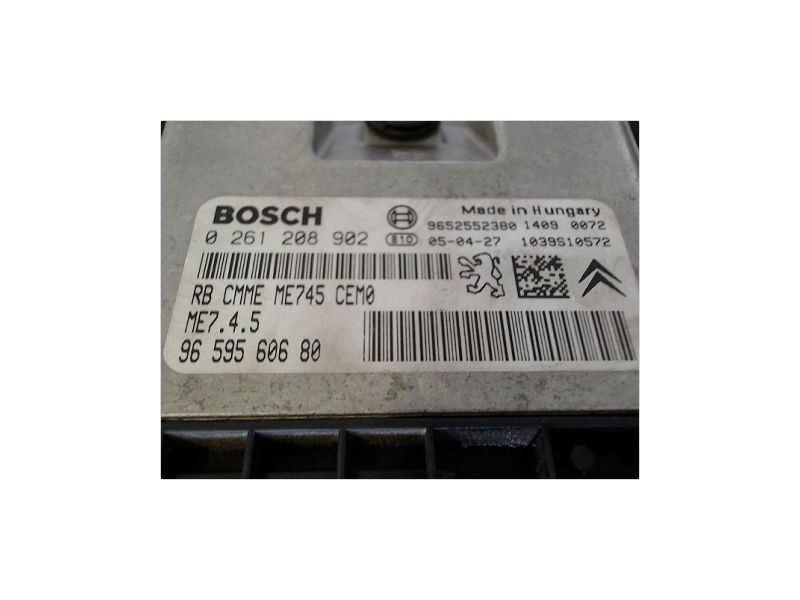 BOSCH
Made in Hungary
9652552380 1409 0072
0 261 208 902 810 05-04-27 1039S10572
RB CMME ME745 CEM0
ME7.4.5
96 595 606 80